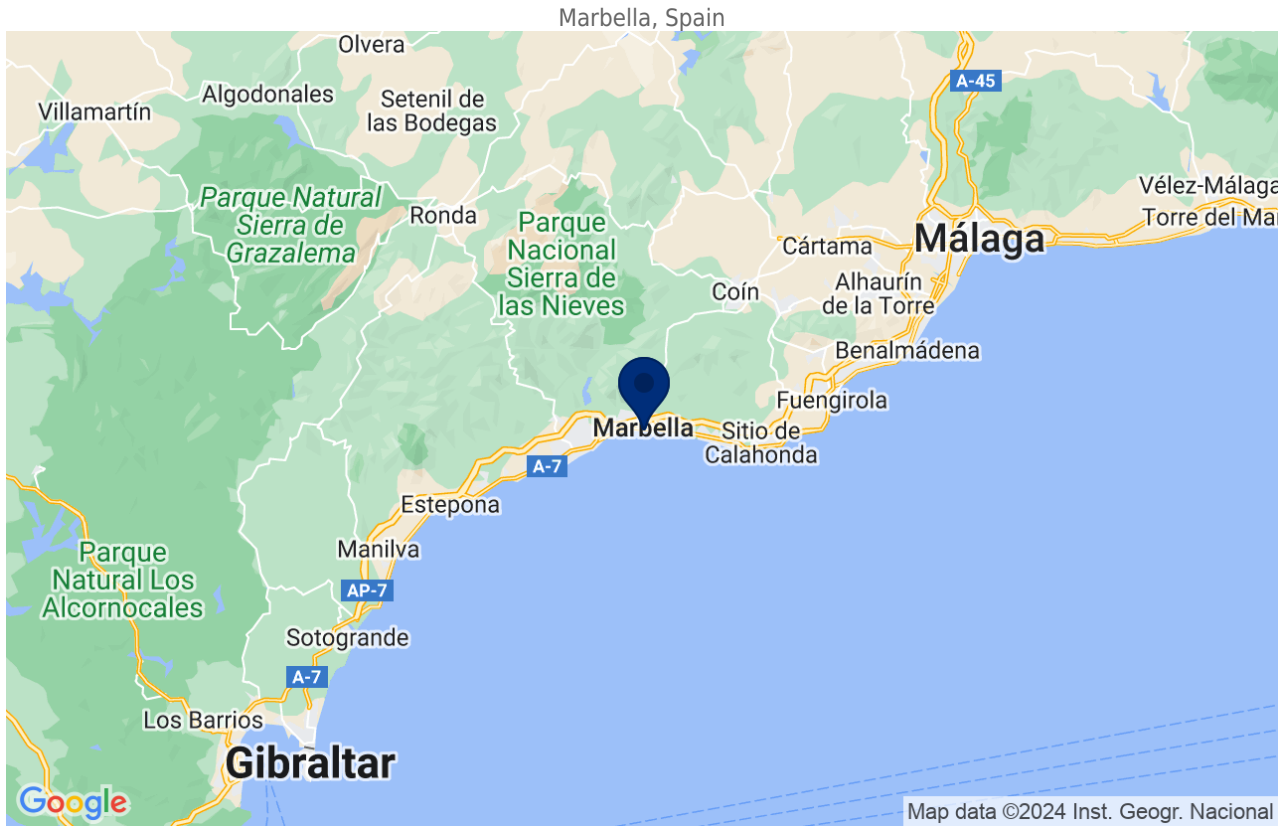 Marbella, Spain
Olvera
A-45
Algodonales
Setenil de
las Bodegas
Villamartín
Vélez-Málaga
Parque Natural
Sierra de
Grazalema
Ronda
Parque
Nacional
Sierra de
las Nieves
Torre del Mar
Cártama
Málaga
Coín
Alhaurín
de la Torre
Benalmádena
Fuengirola
Marbella
Sitio de
Calahonda
A-7
Estepona
Manilva
Parque
Natural Los
Alcornocales
AP-7
Sotogrande
A-7
Los Barrios
Gibraltar
Google
Map data ©2024 Inst. Geogr. Nacional